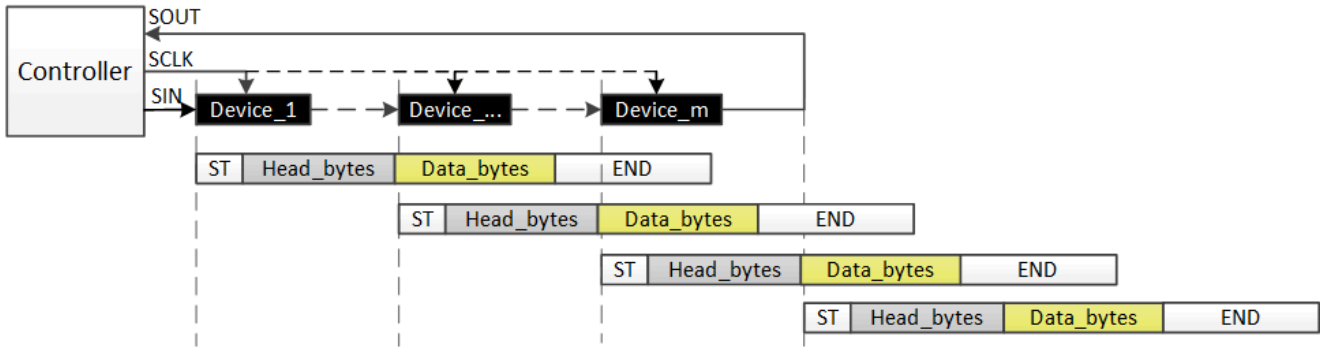 SOUT
Controller
SCLK
SIN
Device_1 Device_... Device_m
ST Head_bytes Data_bytes END
ST Head_bytes Data_bytes END
ST Head_bytes Data_bytes END
ST Head_bytes Data_bytes END